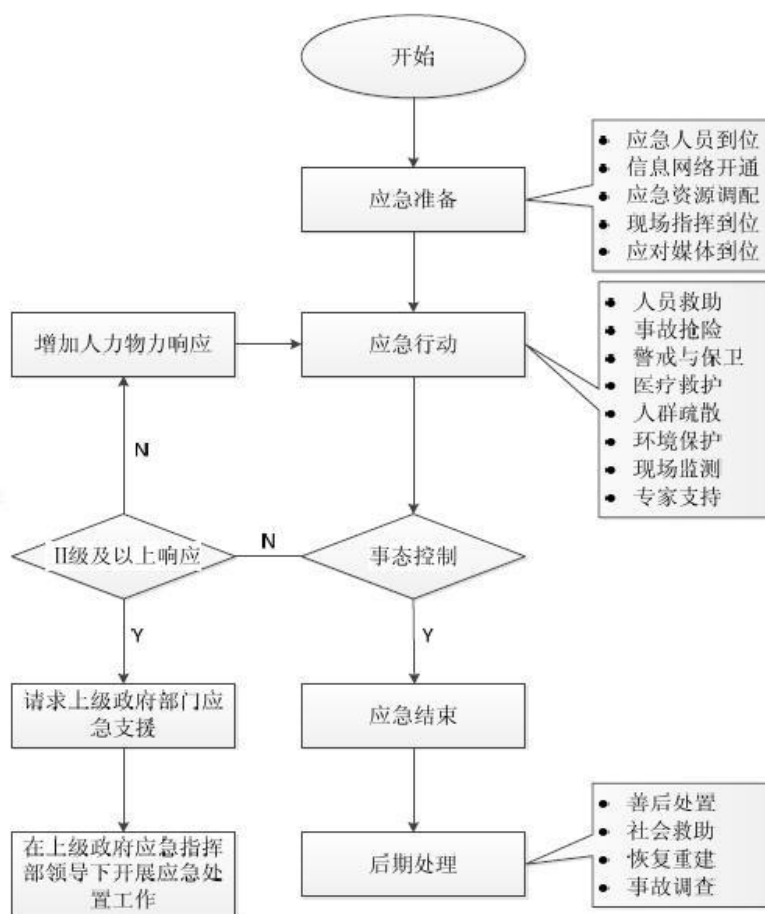 开始
应急准备
应急人员到位
信息网络开通
应急资源调配
现场指挥到位
应对媒体到位
增加人力物力响应
应急行动
人员救助
事故抢险
警戒与保卫
医疗救护
人群疏散
环境保护
现场监测
专家支持
N
II级及以上响应
N
事态控制
Y
Y
请求上级政府部门应
急支援
应急结束
在上级政府应急指挥
部领导下开展应急处
置工作
后期处理
善后处置
社会救助
恢复重建
事故调查